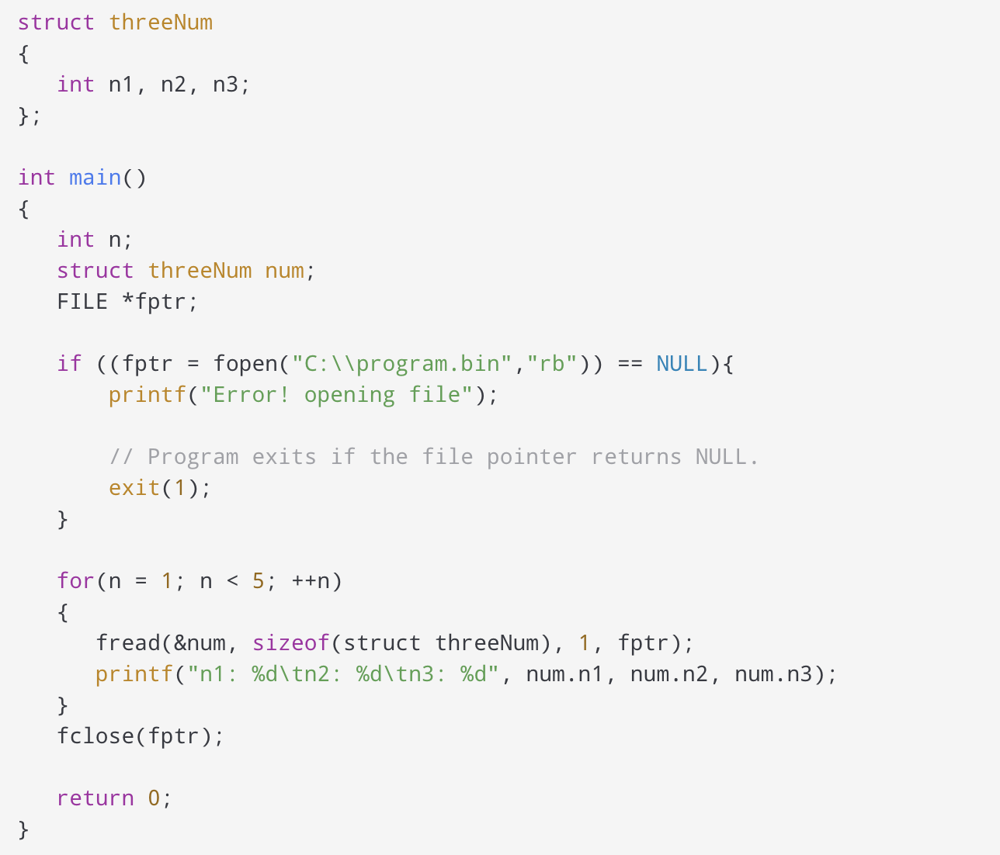 struct threeNum
{
   int n1, n2, n3;
};

int main()
{
   int n;
   struct threeNum num;
   FILE *fptr;

   if ((fptr = fopen("C:\\program.bin","rb")) == NULL){
       printf("Error! opening file");

       // Program exits if the file pointer returns NULL.
       exit(1);
   }

   for(n = 1; n < 5; ++n)
   {
      fread(&num, sizeof(struct threeNum), 1, fptr);
      printf("n1: %d\tn2: %d\tn3: %d", num.n1, num.n2, num.n3);
   }
   fclose(fptr);

   return 0;
}